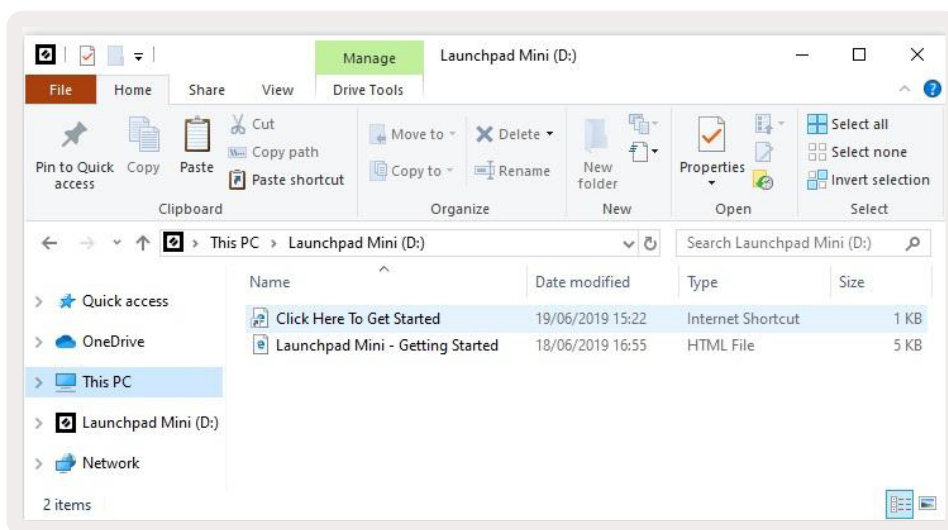 Manage Launchpad Mini (D:)
File Home Share View Drive Tools
Pin to Quick access
Copy
Paste
Cut
Copy path
Paste shortcut
Clipboard
Move to
Copy to
Delete
Rename
Organize
New folder
New
Properties
Open
Select all
Select none
Invert selection
Select
This PC > Launchpad Mini (D:)
Search Launchpad Mini (D:)
Name Date modified Type Size
Click Here To Get Started 19/06/2019 15:22 Internet Shortcut 1 KB
Launchpad Mini - Getting Started 18/06/2019 16:55 HTML File 5 KB
Quick access
OneDrive
This PC
Launchpad Mini (D:)
Network
2 items